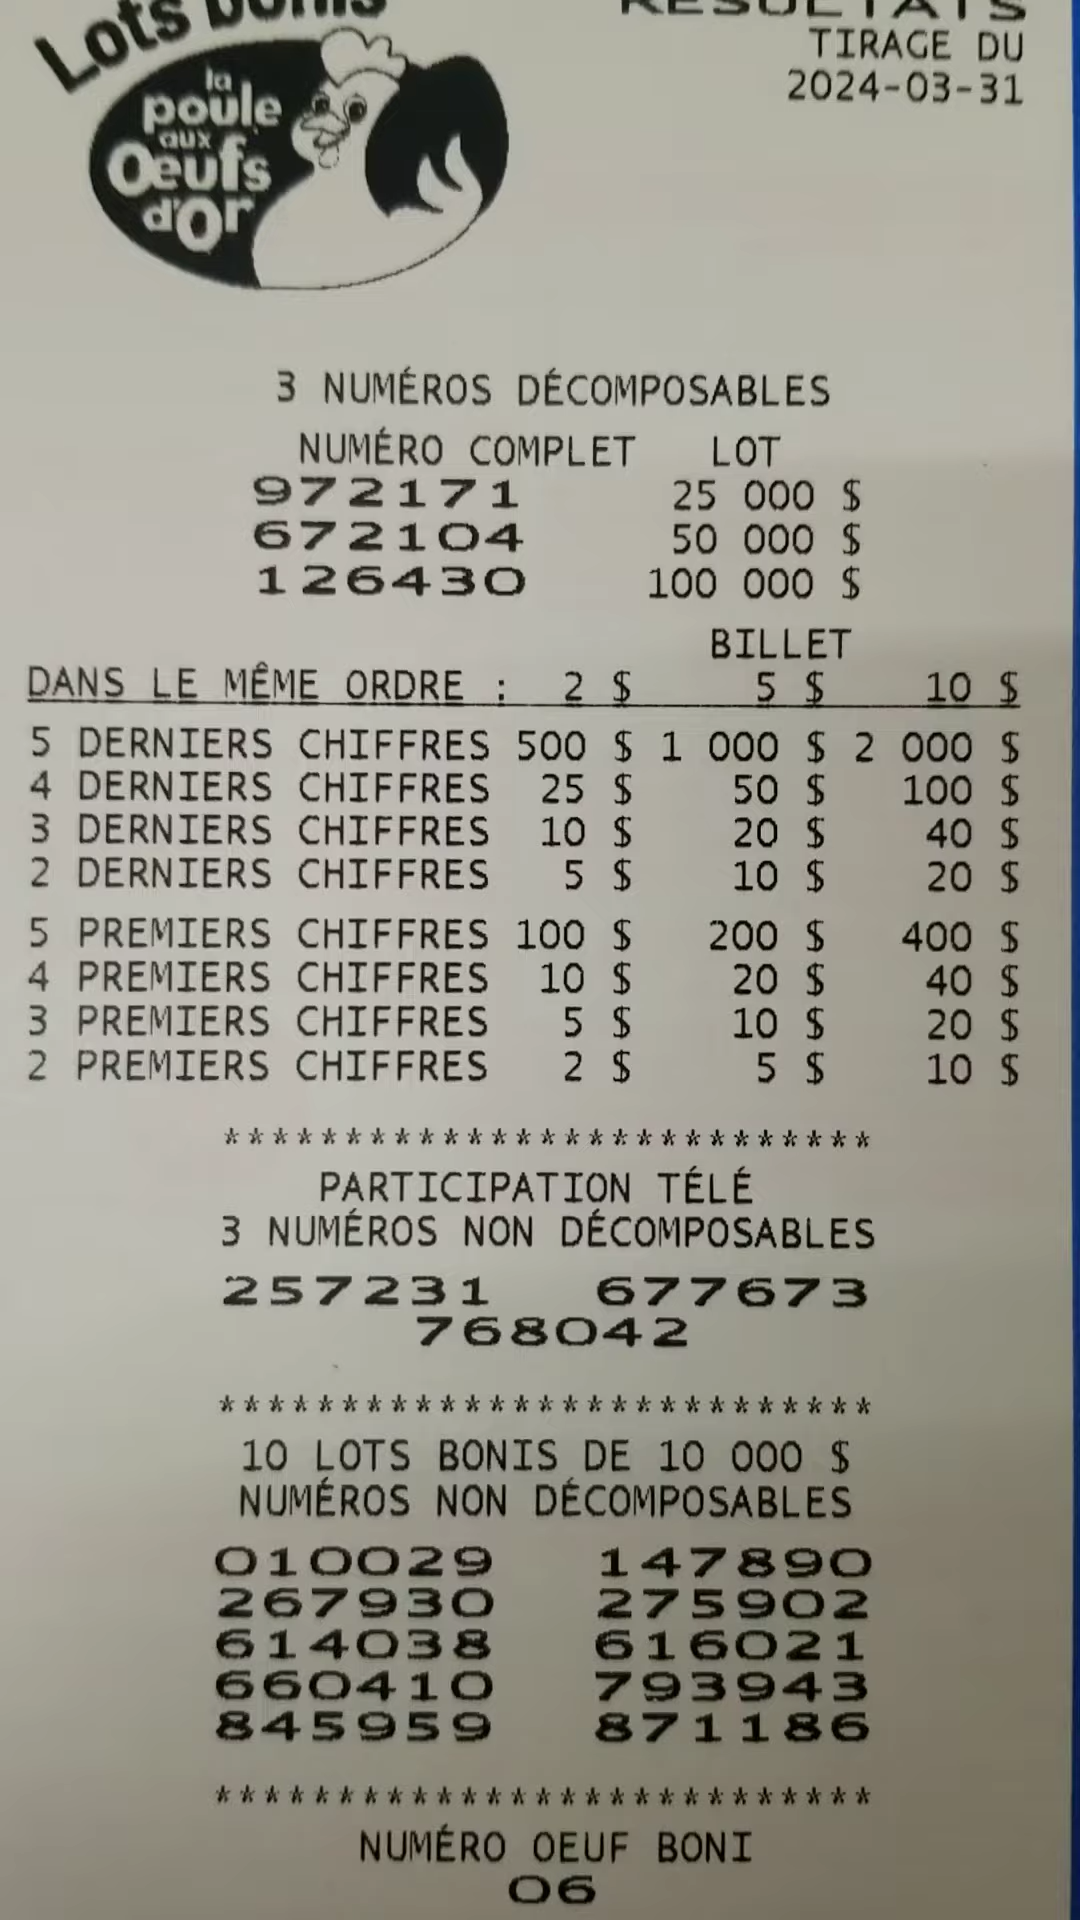 Lots bonis
RÉSULTATS
TIRAGE DU
2024-03-31
la
poule
aux
Oeufs
d'Or
3 NUMÉROS DÉCOMPOSABLES
NUMÉRO COMPLET LOT
972171 25 000 $
672104 50 000 $
126430 100 000 $
BILLET
DANS LE MÊME ORDRE : 2 $ 5 $ 10 $
5 DERNIERS CHIFFRES 500 $ 1 000 $ 2 000 $
4 DERNIERS CHIFFRES 25 $ 50 $ 100 $
3 DERNIERS CHIFFRES 10 $ 20 $ 40 $
2 DERNIERS CHIFFRES 5 $ 10 $ 20 $
5 PREMIERS CHIFFRES 100 $ 200 $ 400 $
4 PREMIERS CHIFFRES 10 $ 20 $ 40 $
3 PREMIERS CHIFFRES 5 $ 10 $ 20 $
2 PREMIERS CHIFFRES 2 $ 5 $ 10 $
***************************
PARTICIPATION TÉLÉ
3 NUMÉROS NON DÉCOMPOSABLES
257231 677673
768042
***************************
10 LOTS BONIS DE 10 000 $
NUMÉROS NON DÉCOMPOSABLES
010029 147890
267930 275902
614038 616021
660410 793943
845959 871186
***************************
NUMÉRO OEUF BONI
06